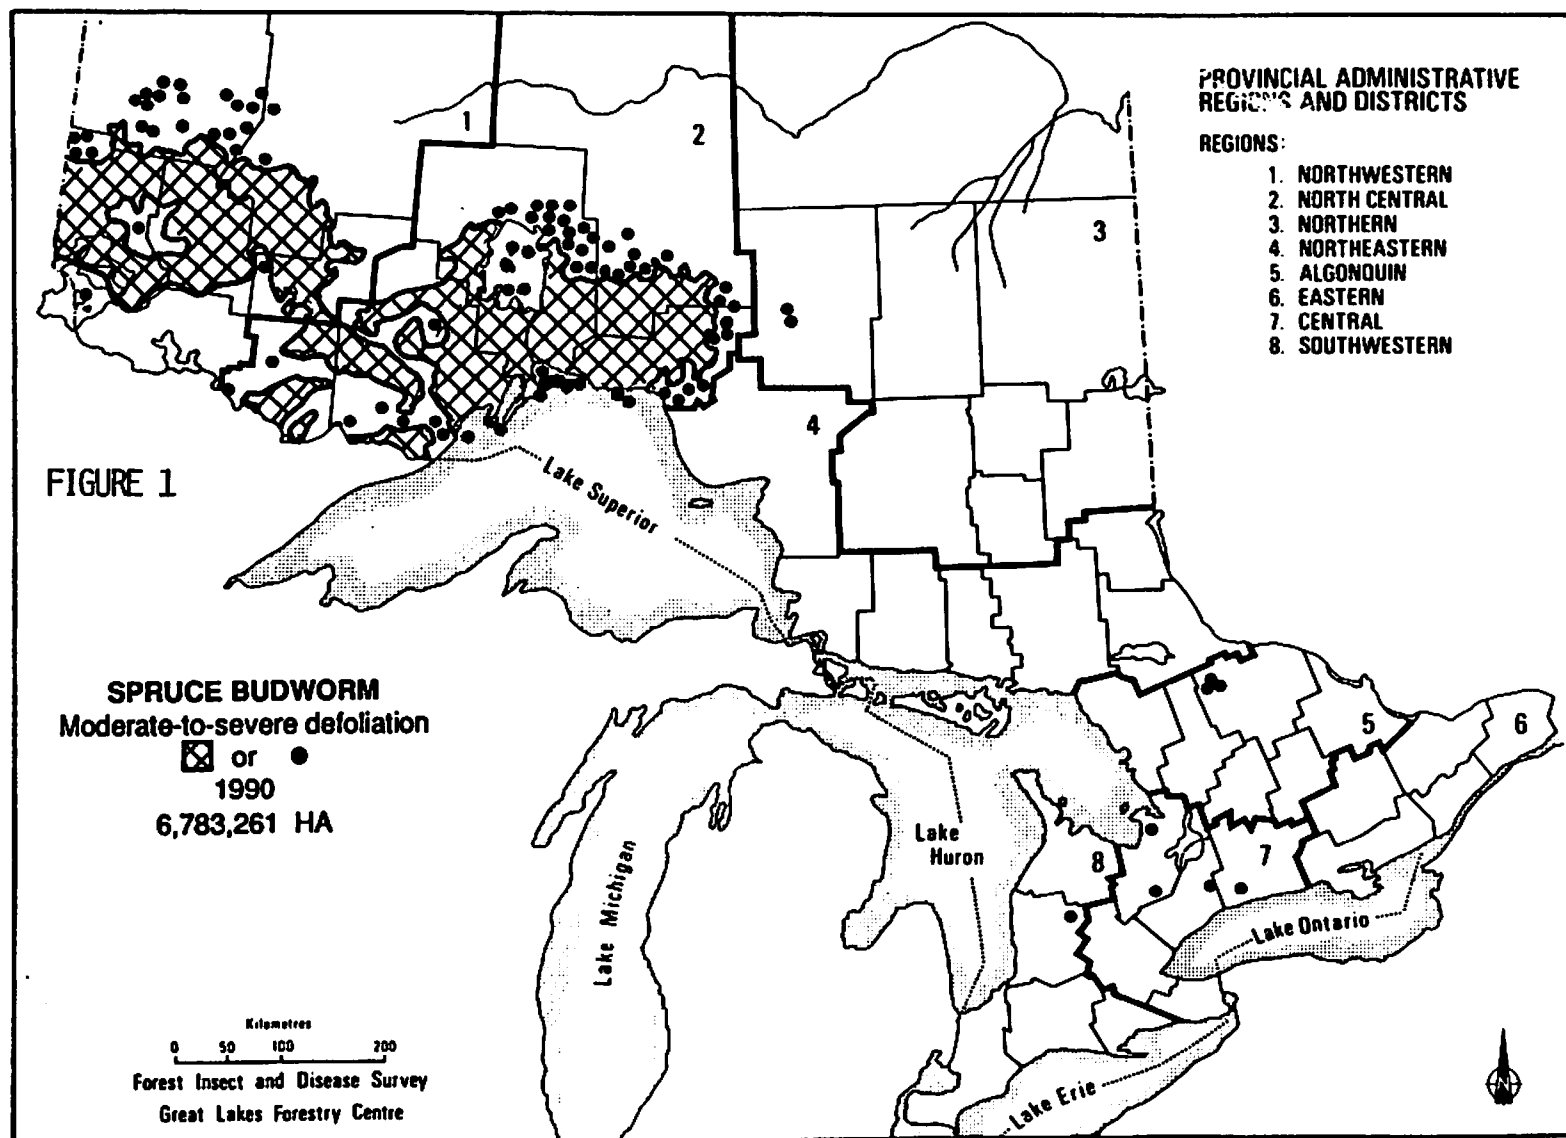 PROVINCIAL ADMINISTRATIVE
REGIONS AND DISTRICTS
REGIONS:
1. NORTHWESTERN
2. NORTH CENTRAL
3. NORTHERN
4. NORTHEASTERN
5. ALGONQUIN
6. EASTERN
7. CENTRAL
8. SOUTHWESTERN
1
2
3
4
FIGURE 1
Lake Superior
SPRUCE BUDWORM
Moderate-to-severe defoliation
or
1990
6,783,261 HA
5
6
7
8
Lake
Huron
Lake Michigan
Lake Ontario
Lake Erie
Kilometres
0 50 100 200
Forest Insect and Disease Survey
Great Lakes Forestry Centre
N